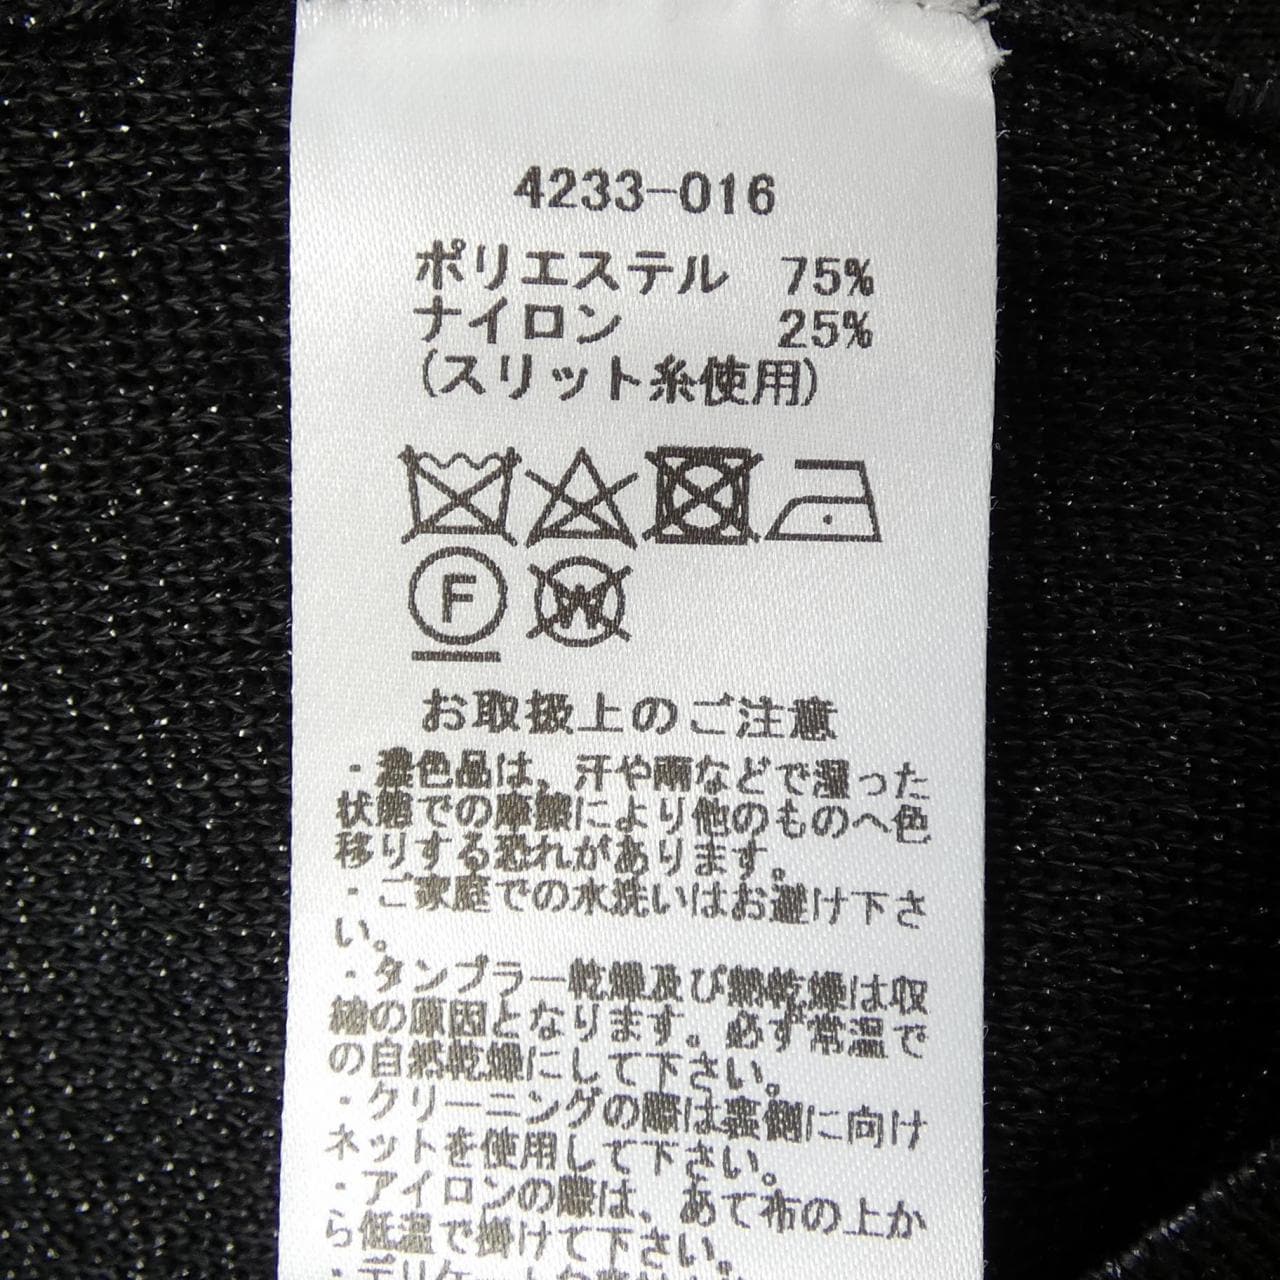 4233-016
ポリエステル 75%
ナイロン 25%
(スリット糸使用)
F
W
お取扱上のご注意
・濃色品は、汗や雨などで湿った
状態での摩擦により他のものへ色
移りする恐れがあります。
・ご家庭での水洗いはお避け下さ
い。
・タンブラー乾燥及び熱乾燥は収
縮の原因となります。必ず常温で
の自然乾燥にして下さい。
・クリーニングの際は裏側に向け
ネットを使用して下さい。
・アイロンの際は、あて布の上か
ら低温で掛けて下さい。